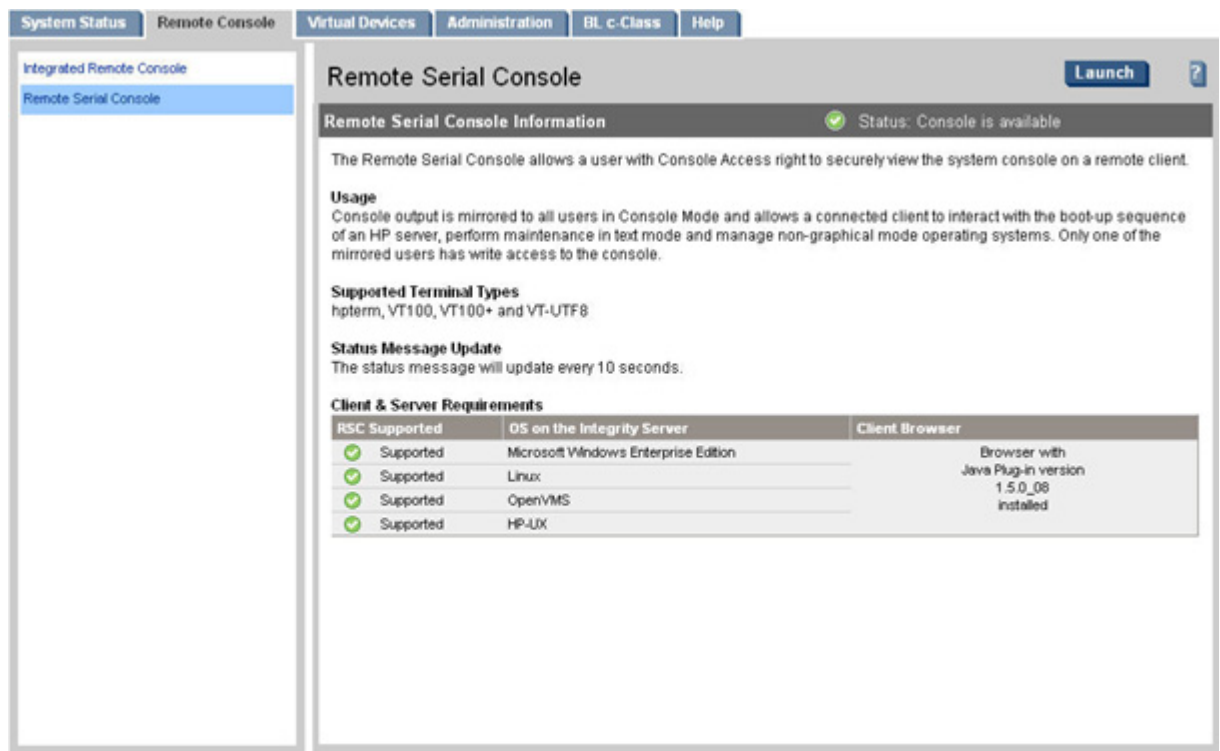 System Status
Remote Console
Virtual Devices
Administration
BL c-Class
Help
Integrated Remote Console
Remote Serial Console
Remote Serial Console
Launch
?
Remote Serial Console Information
Status: Console is available
The Remote Serial Console allows a user with Console Access right to securely view the system console on a remote client.
Usage
Console output is mirrored to all users in Console Mode and allows a connected client to interact with the boot-up sequence
of an HP server, perform maintenance in text mode and manage non-graphical mode operating systems. Only one of the
mirrored users has write access to the console.
Supported Terminal Types
hpterm, VT100, VT100+ and VT-UTF8
Status Message Update
The status message will update every 10 seconds.
Client & Server Requirements
RSC Supported
OS on the Integrity Server
Client Browser
Supported
Microsoft Windows Enterprise Edition
Supported
Linux
Supported
OpenVMS
Supported
HP-UX
Browser with
Java Plug-in version
1.5.0_08
installed